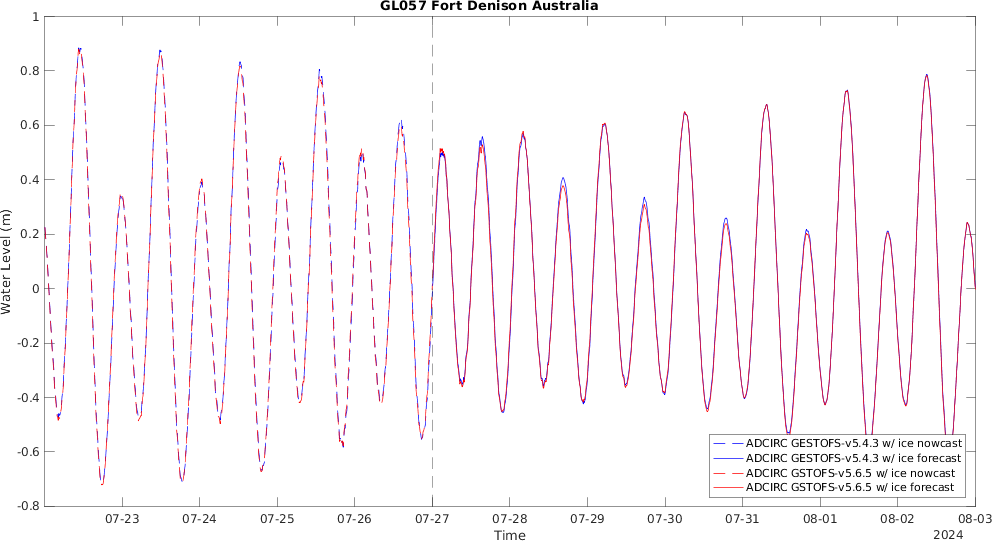 GL057 Fort Denison Australia
Water Level (m)
1
0.8
0.6
0.4
0.2
0
-0.2
-0.4
-0.6
-0.8
ADCIRC GESTOFS-v5.4.3 w/ ice nowcast
ADCIRC GESTOFS-v5.4.3 w/ ice forecast
ADCIRC GSTOFS-v5.6.5 w/ ice nowcast
ADCIRC GSTOFS-v5.6.5 w/ ice forecast
07-23 07-24 07-25 07-26 07-27 07-28 07-29 07-30 07-31 08-01 08-02 08-03
Time
2024